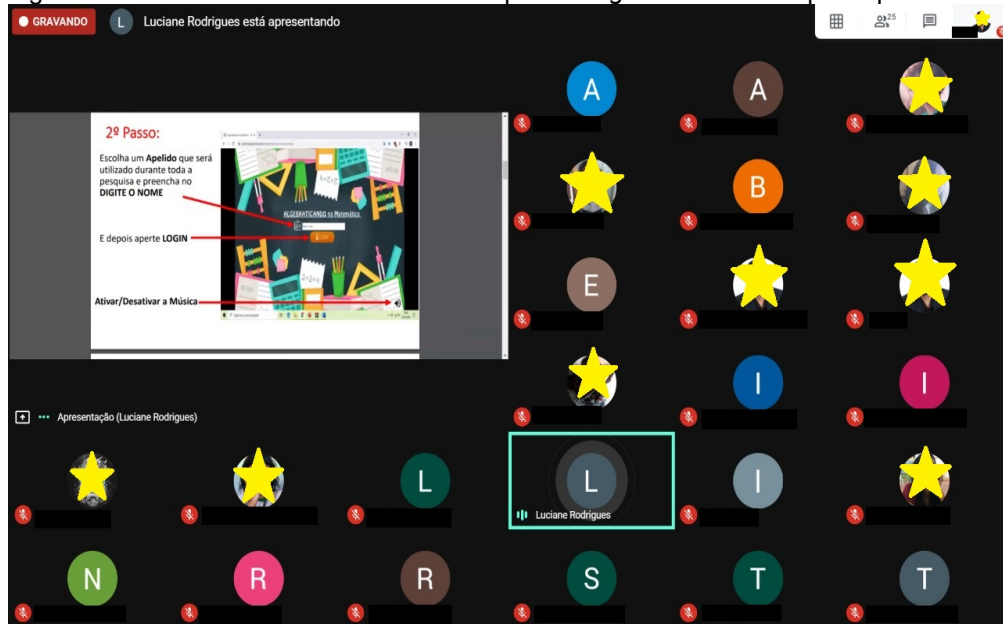 GRAVANDO
L
Luciane Rodrigues está apresentando
25
2º Passo:
Escolha um Apelido que será
utilizado durante toda a
pesquisa e preencha no
DIGITE O NOME
E depois aperte LOGIN
Ativar/Desativar a Música
ALGEBRATICANDO na Matemática
Apresentação (Luciane Rodrigues)
A
A
B
E
I
I
L
L
Luciane Rodrigues
I
N
R
R
S
T
T